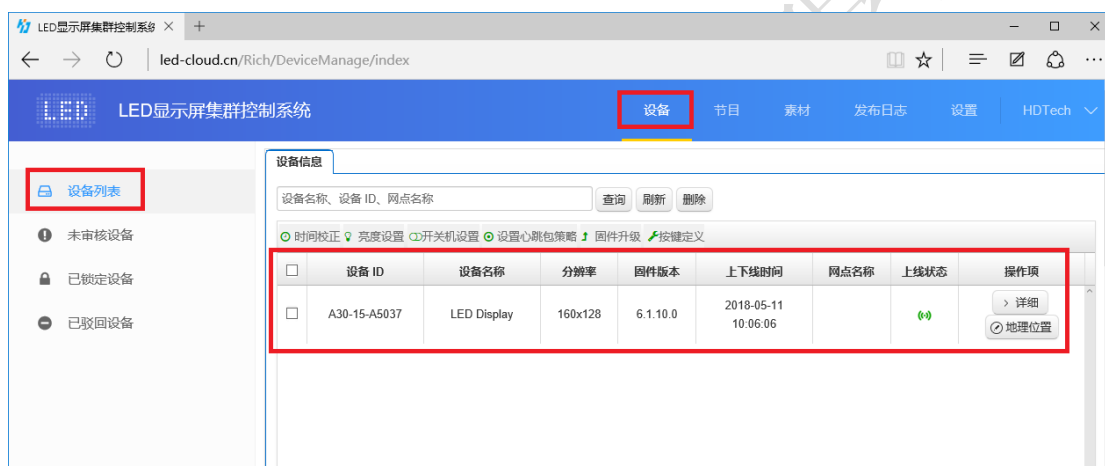 LED显示屏集群控制系统
led-cloud.cn/Rich/DeviceManage/index
LED LED显示屏集群控制系统 设备 节目 素材 发布日志 设置 HDTech
设备信息
设备列表
设备名称、设备 ID、网点名称 查询 刷新 删除
未审核设备
时间校正 亮度设置 开关机设置 设置心跳包策略 固件升级 按键定义
设备 ID 设备名称 分辨率 固件版本 上下线时间 网点名称 上线状态 操作项
已锁定设备
A30-15-A5037 LED Display 160x128 6.1.10.0 2018-05-11 10:06:06 详细 地理位置
已驳回设备